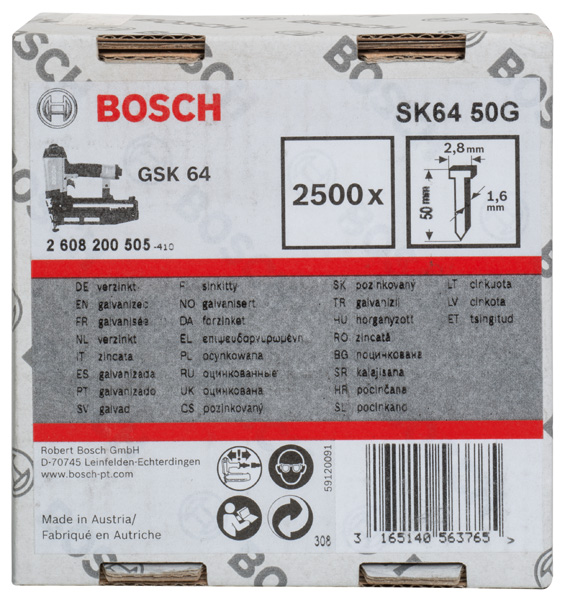 BOSCH
SK64 50G
GSK 64
2500 x
2,8 mm
50 mm
1,6 mm
2 608 200 505 -410
DE verzinkt
EN galvanized
FR galvanisée
NL verzinkt
IT zincata
ES galvanizada
PT galvanizado
SV galvad
FI sinkitty
NO galvanisert
DA forzinket
EL επιψευδαργυρωμένη
PL ocynkowana
RU оцинкованные
UK оцинкована
CS pozinkovaný
SK pozinkovaný
TR galvanizli
HU horganyzott
RO zincată
BG поцинкована
SR kalajisana
HR pocinčana
SL pocinkano
LT cinkuota
LV cinkota
ET tsingitud
Robert Bosch GmbH
D-70745 Leinfelden-Echterdingen
www.bosch-pt.com
Made in Austria/
Fabriqué en Autriche
59120091
308
3 165140 563765 >